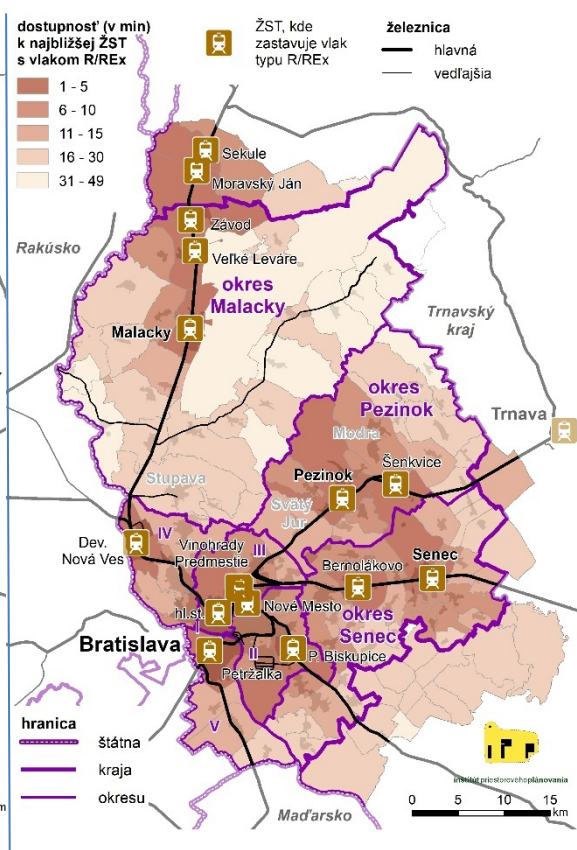 dostupnosť (v min)
k najbližšej ŽST
s vlakom R/REx
1 - 5
6 - 10
11 - 15
16 - 30
31 - 49
ŽST, kde
zastavuje vlak
typu R/REx
železnica
hlavná
vedľajšia
Sekule
Moravský Ján
Závod
Rakúsko
Veľké Leváre
okres
Malacky
Malacky
Trnavský
kraj
okres
Pezinok
Trnava
Modra
Šenkvice
Stupava
Pezinok
Svätý
Jur
IV
Dev.
Nová Ves
Vinohrady
Predmestie
III
Bernolákovo
Senec
hl.st.
Nové Mesto
okres
Senec
I
Bratislava
II
P. Biskupice
Petržalka
V
hranica
štátna
kraja
okresu
Maďarsko
inštitút priestorového plánovania
0 5 10 15
km